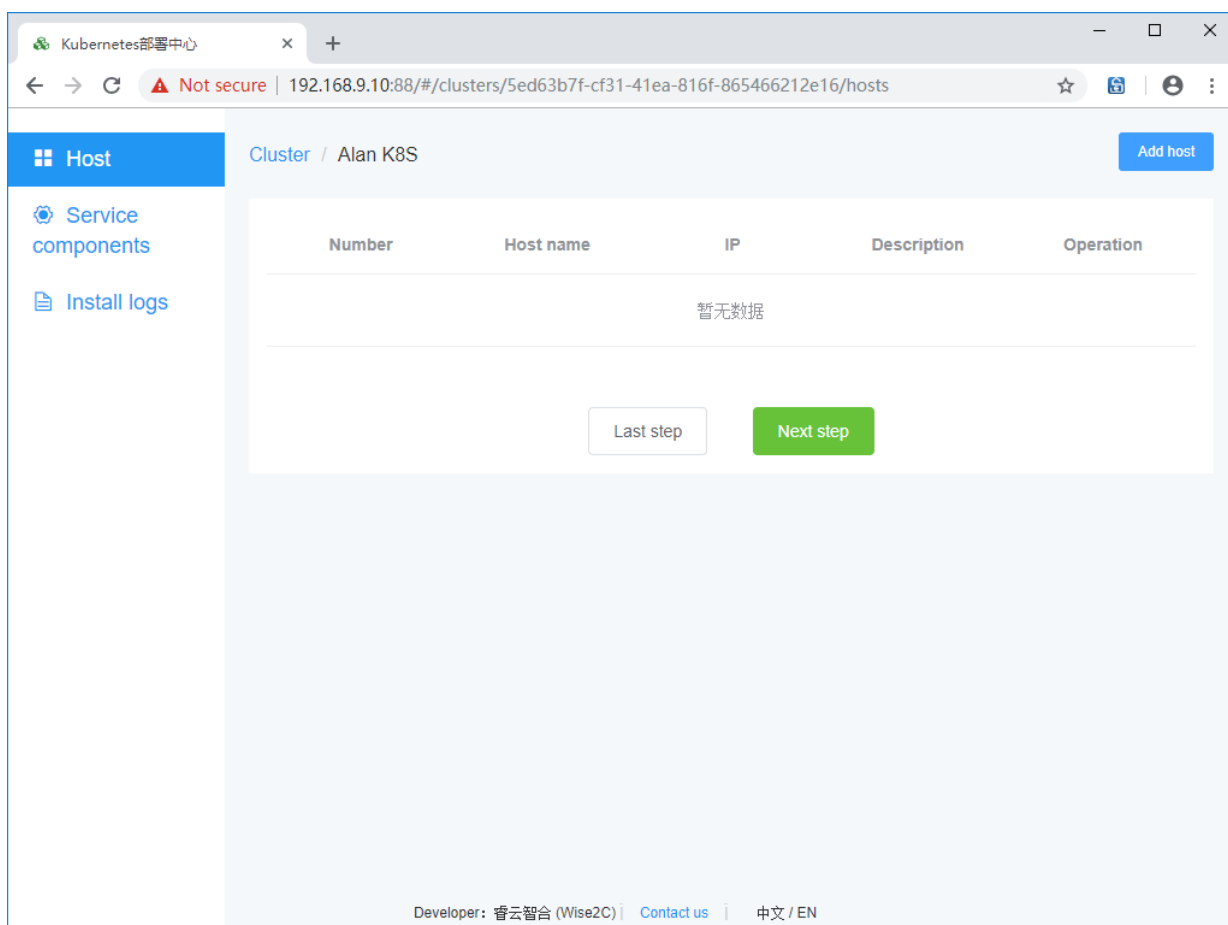 Kubernetes部署中心
Not secure | 192.168.9.10:88/#/clusters/5ed63b7f-cf31-41ea-816f-865466212e16/hosts
Host
Cluster / Alan K8S
Add host
Service
components
Install logs
Number Host name IP Description Operation
暂无数据
Last step Next step
Developer：睿云智合 (Wise2C) | Contact us | 中文 / EN